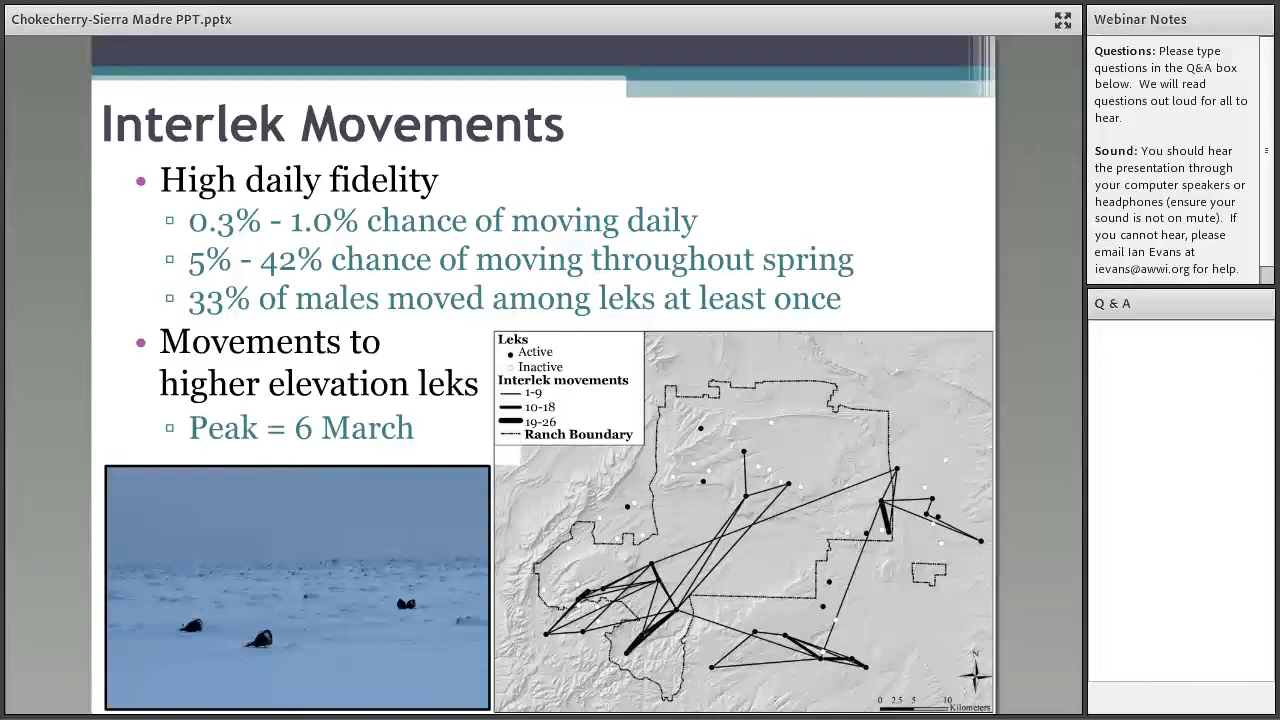 Chokecherry-Sierra Madre PPT.pptx
Interlek Movements
• High daily fidelity
▫ 0.3% - 1.0% chance of moving daily
▫ 5% - 42% chance of moving throughout spring
▫ 33% of males moved among leks at least once
• Movements to
higher elevation leks
▫ Peak = 6 March
Leks
Active
Inactive
Interlek movements
1-9
10-18
19-26
Ranch Boundary
N
0 2.5 5 10
Kilometers
Webinar Notes
Questions: Please type
questions in the Q&A box
below. We will read
questions out loud for all to
hear.
Sound: You should hear
the presentation through
your computer speakers or
headphones (ensure your
sound is not on mute). If
you cannot hear, please
email Ian Evans at
ievans@awwi.org for help.
Q & A